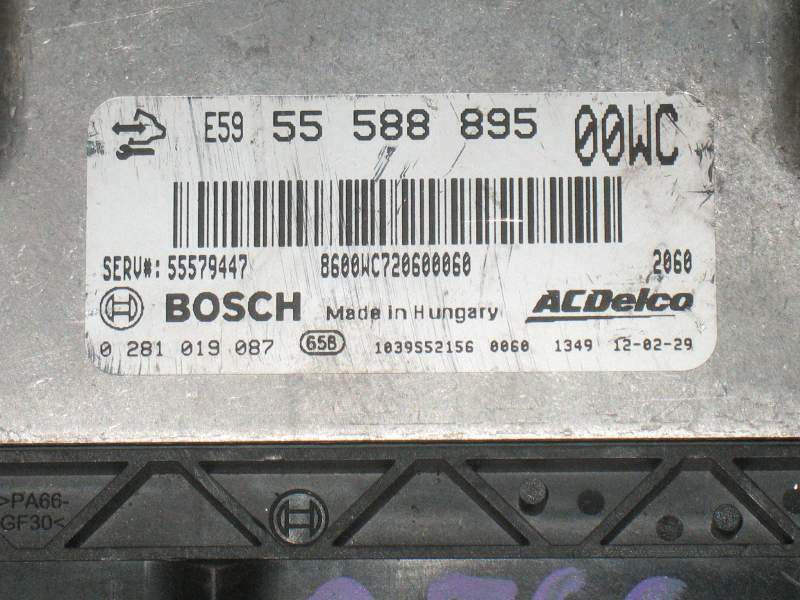 E59 55 588 895 00WC
SERV#: 55579447 8600WC720600060 2060
BOSCH Made in Hungary ACDelco
0 281 019 087 65B 1039S52156 0060 1349 12-02-29
>PA66-
GF30<